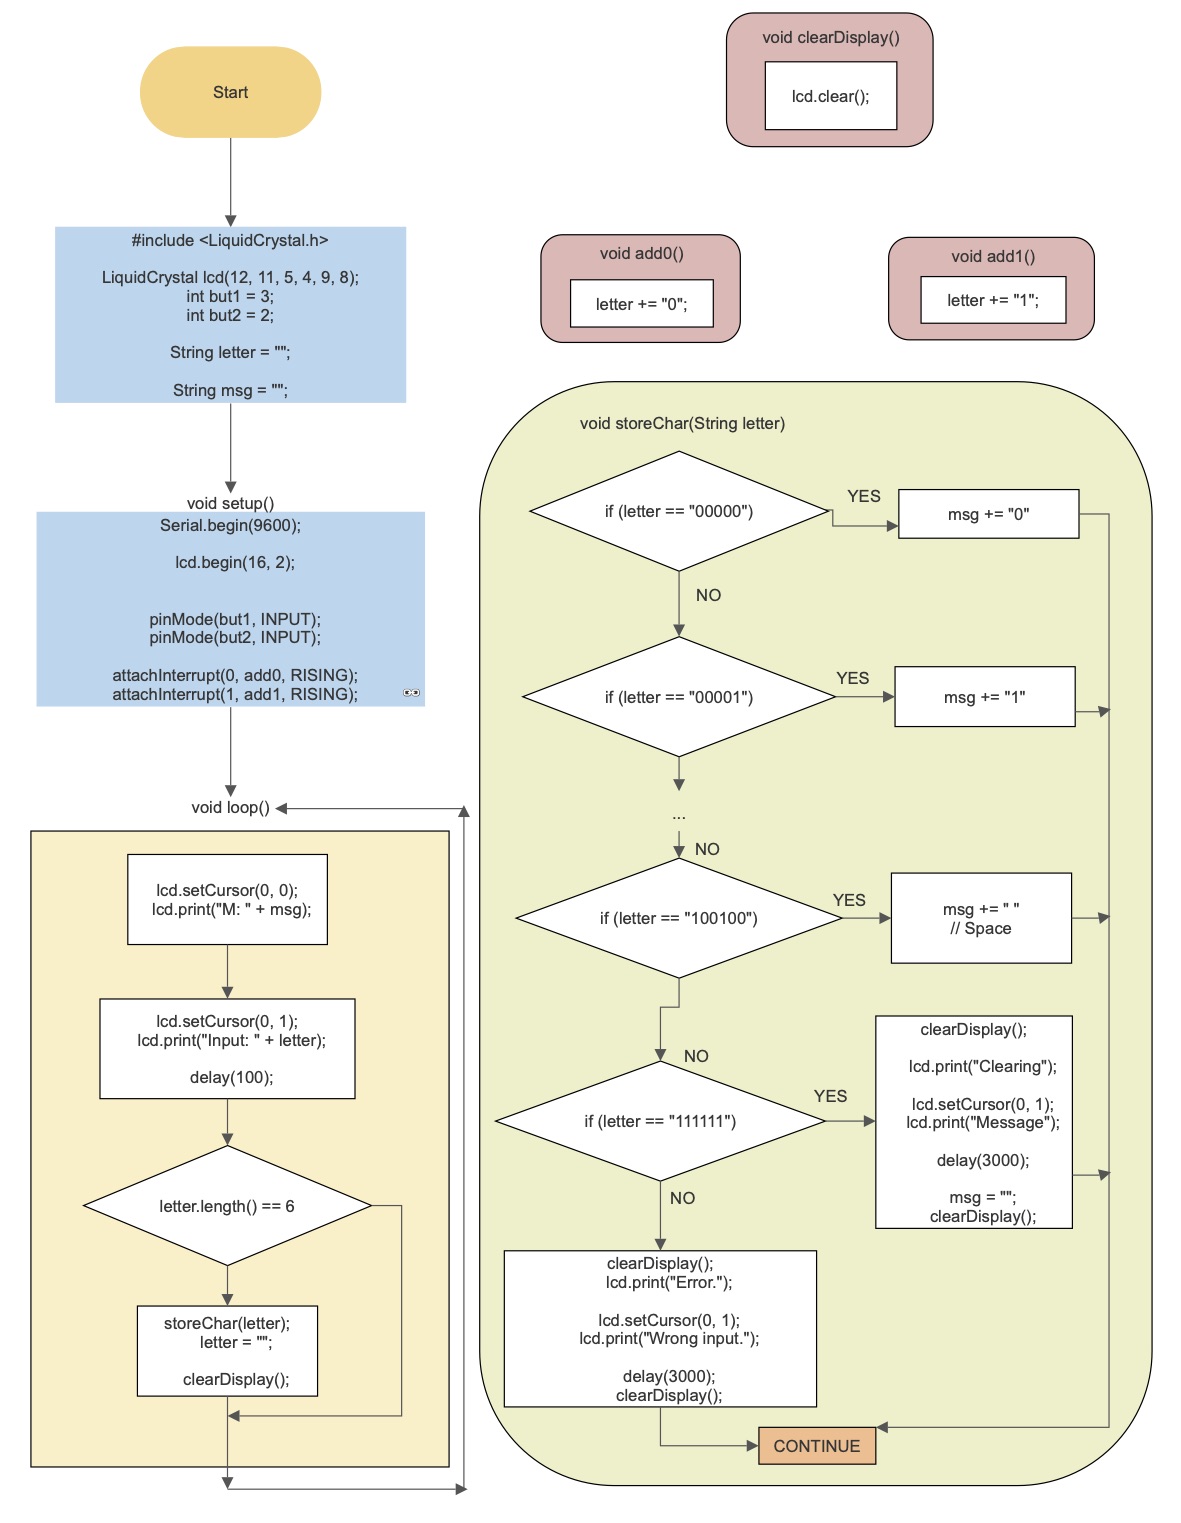 Start
#include <LiquidCrystal.h>
LiquidCrystal lcd(12, 11, 5, 4, 9, 8);
int but1 = 3;
int but2 = 2;
String letter = "";
String msg = "";
void setup()
Serial.begin(9600);
lcd.begin(16, 2);
pinMode(but1, INPUT);
pinMode(but2, INPUT);
attachInterrupt(0, add0, RISING);
attachInterrupt(1, add1, RISING);
void loop()
lcd.setCursor(0, 0);
lcd.print("M: " + msg);
lcd.setCursor(0, 1);
lcd.print("Input: " + letter);
delay(100);
letter.length() == 6
storeChar(letter);
letter = "";
clearDisplay();
void clearDisplay()
lcd.clear();
void add0()
letter += "0";
void add1()
letter += "1";
void storeChar(String letter)
if (letter == "00000")
YES
msg += "0"
NO
if (letter == "00001")
YES
msg += "1"
...
NO
if (letter == "100100")
YES
msg += " "
// Space
NO
if (letter == "111111")
YES
clearDisplay();
lcd.print("Clearing");
lcd.setCursor(0, 1);
lcd.print("Message");
delay(3000);
msg = "";
clearDisplay();
NO
clearDisplay();
lcd.print("Error.");
lcd.setCursor(0, 1);
lcd.print("Wrong input.");
delay(3000);
clearDisplay();
CONTINUE